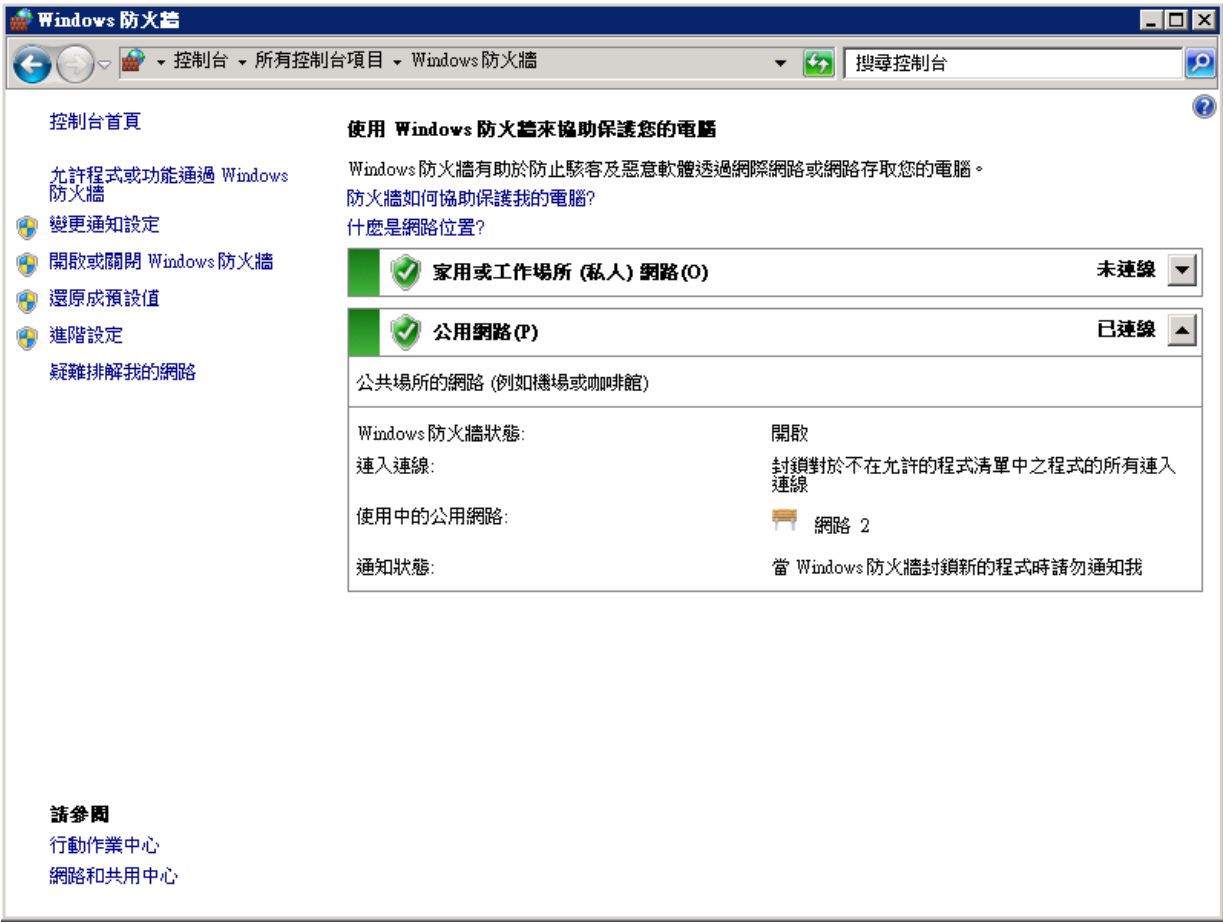 Windows 防火牆
控制台 所有控制台項目 Windows 防火牆
搜尋控制台
控制台首頁
允許程式或功能通過 Windows
防火牆
變更通知設定
開啟或關閉 Windows 防火牆
還原成預設值
進階設定
疑難排解我的網路
使用 Windows 防火牆來協助保護您的電腦
Windows 防火牆有助於防止駭客及惡意軟體透過網際網路或網路存取您的電腦。
防火牆如何協助保護我的電腦?
什麼是網路位置?
家用或工作場所 (私人) 網路(O) 未連線
公用網路(P) 已連線
公共場所的網路 (例如機場或咖啡館)
Windows 防火牆狀態: 開啟
連入連線: 封鎖對於不在允許的程式清單中之程式的所有連入
連線
使用中的公用網路: 網路 2
通知狀態: 當 Windows 防火牆封鎖新的程式時請勿通知我
請參閱
行動作業中心
網路和共用中心